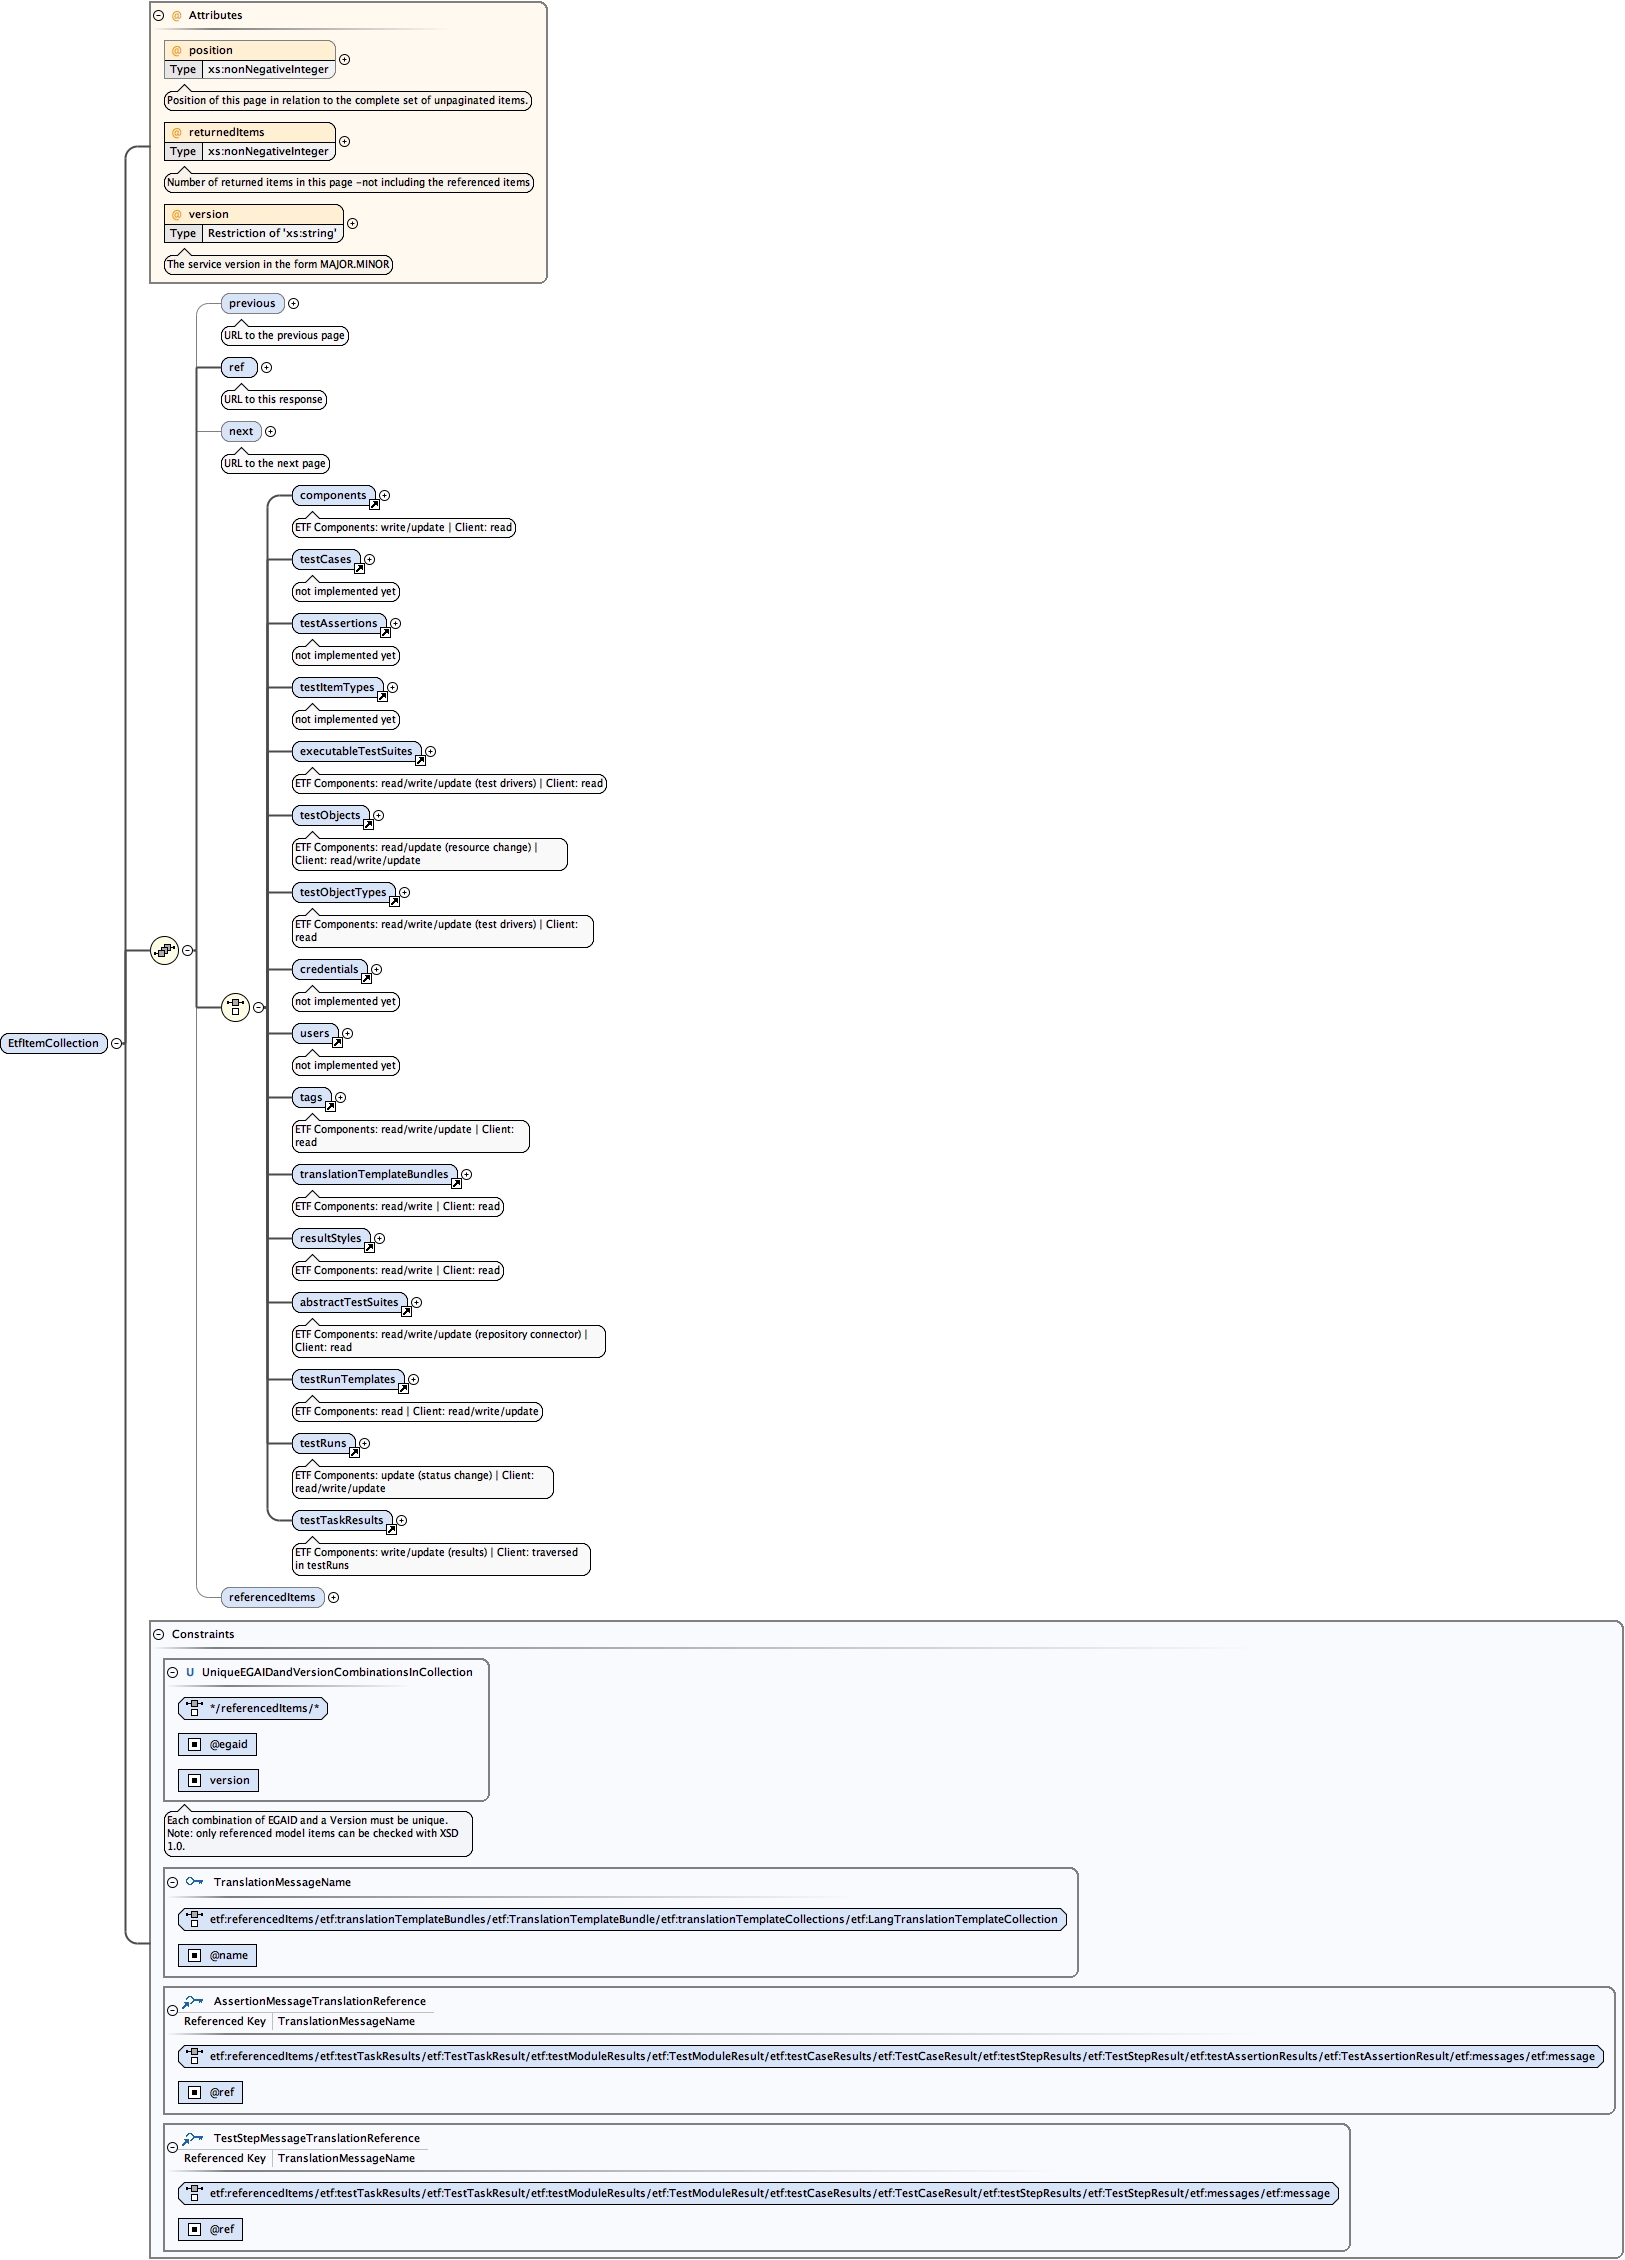 Attributes
@ position
Type xs:nonNegativeInteger
Position of this page in relation to the complete set of unpaginated items.
@ returnedItems
Type xs:nonNegativeInteger
Number of returned items in this page -not including the referenced items
@ version
Type Restriction of 'xs:string'
The service version in the form MAJOR.MINOR
previous
URL to the previous page
ref
URL to this response
next
URL to the next page
components
ETF Components: write/update | Client: read
testCases
not implemented yet
testAssertions
not implemented yet
testItemTypes
not implemented yet
executableTestSuites
ETF Components: read/write/update (test drivers) | Client: read
testObjects
ETF Components: read/update (resource change) |
Client: read/write/update
testObjectTypes
ETF Components: read/write/update (test drivers) | Client:
read
credentials
not implemented yet
users
not implemented yet
EtfItemCollection
tags
ETF Components: read/write/update | Client:
read
translationTemplateBundles
ETF Components: read/write | Client: read
resultStyles
ETF Components: read/write | Client: read
abstractTestSuites
ETF Components: read/write/update (repository connector) |
Client: read
testRunTemplates
ETF Components: read | Client: read/write/update
testRuns
ETF Components: update (status change) | Client:
read/write/update
testTaskResults
ETF Components: write/update (results) | Client: traversed
in testRuns
referencedItems
Constraints
U UniqueEGAIDandVersionCombinationsInCollection
*/referencedItems/*
@egaid
version
Each combination of EGAID and a Version must be unique.
Note: only referenced model items can be checked with XSD
1.0.
TranslationMessageName
etf:referencedItems/etf:translationTemplateBundles/etf:TranslationTemplateBundle/etf:translationTemplateCollections/etf:LangTranslationTemplateCollection
@name
AssertionMessageTranslationReference
Referenced Key TranslationMessageName
etf:referencedItems/etf:testTaskResults/etf:TestTaskResult/etf:testModuleResults/etf:TestModuleResult/etf:testCaseResults/etf:TestCaseResult/etf:testStepResults/etf:TestStepResult/etf:testAssertionResults/etf:TestAssertionResult/etf:messages/etf:message
@ref
TestStepMessageTranslationReference
Referenced Key TranslationMessageName
etf:referencedItems/etf:testTaskResults/etf:TestTaskResult/etf:testModuleResults/etf:TestModuleResult/etf:testCaseResults/etf:TestCaseResult/etf:testStepResults/etf:TestStepResult/etf:messages/etf:message
@ref